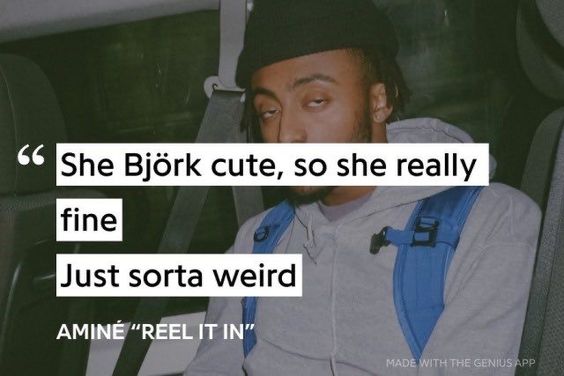 “
She Björk cute, so she really
fine
Just sorta weird
AMINÉ “REEL IT IN”
MADE WITH THE GENIUS APP